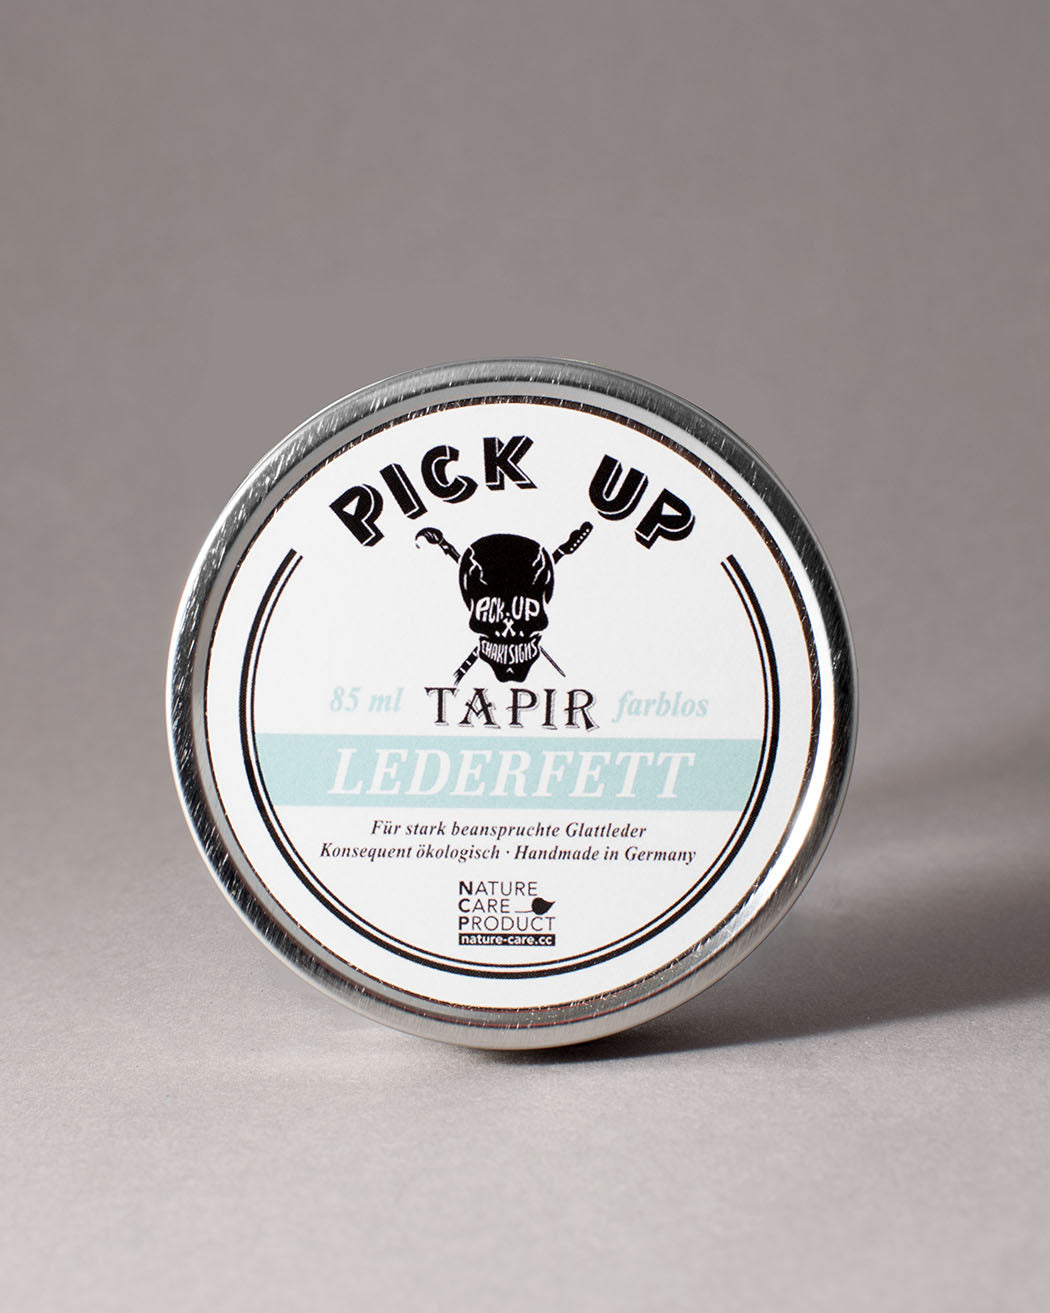 PICK UP
PICK·UP
CHAKISIGNS
85 ml TAPIR farblos
LEDERFETT
Für stark beanspruchte Glattleder
Konsequent ökologisch · Handmade in Germany
NATURE
CARE
PRODUCT
nature-care.cc